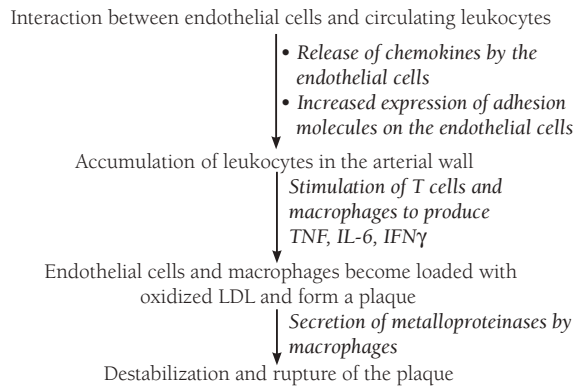 Interaction between endothelial cells and circulating leukocytes
• Release of chemokines by the
endothelial cells
• Increased expression of adhesion
molecules on the endothelial cells
Accumulation of leukocytes in the arterial wall
Stimulation of T cells and
macrophages to produce
TNF, IL-6, IFNγ
Endothelial cells and macrophages become loaded with
oxidized LDL and form a plaque
Secretion of metalloproteinases by
macrophages
Destabilization and rupture of the plaque